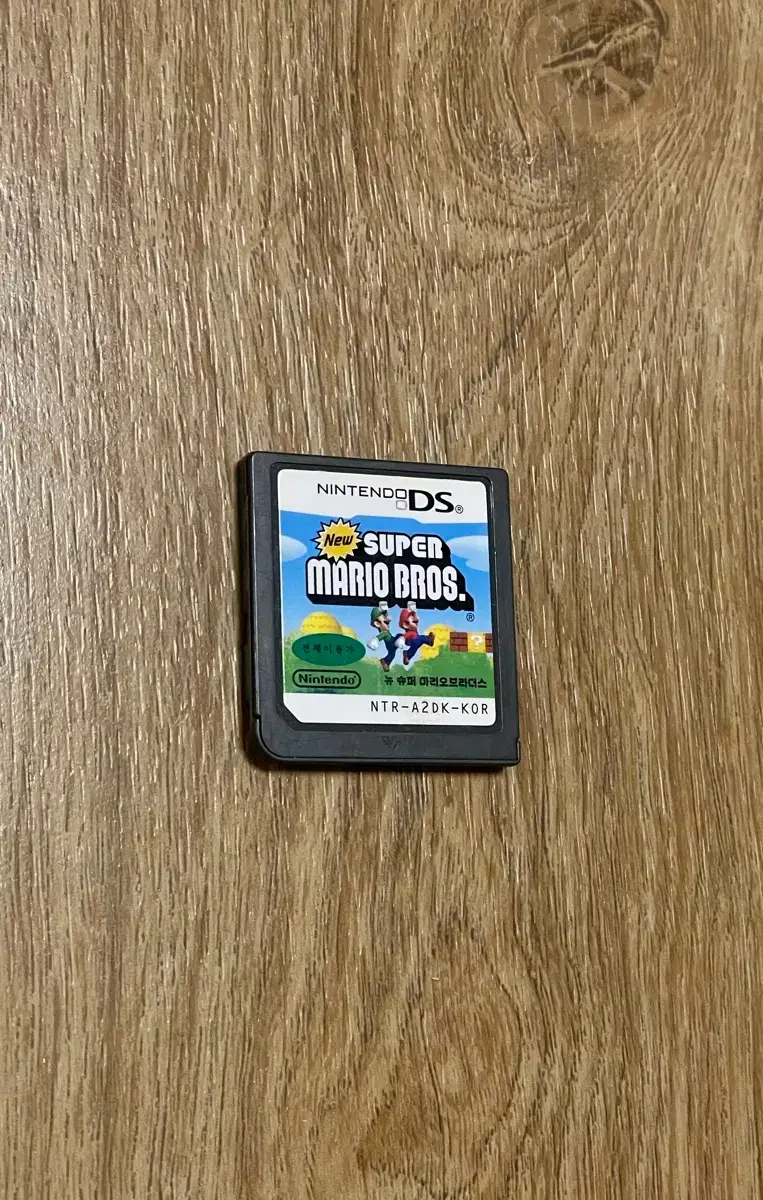 NINTENDO DS®
New SUPER
MARIO BROS.®
?
전체이용가
Nintendo®
뉴 슈퍼 마리오브라더스
NTR-A2DK-KOR